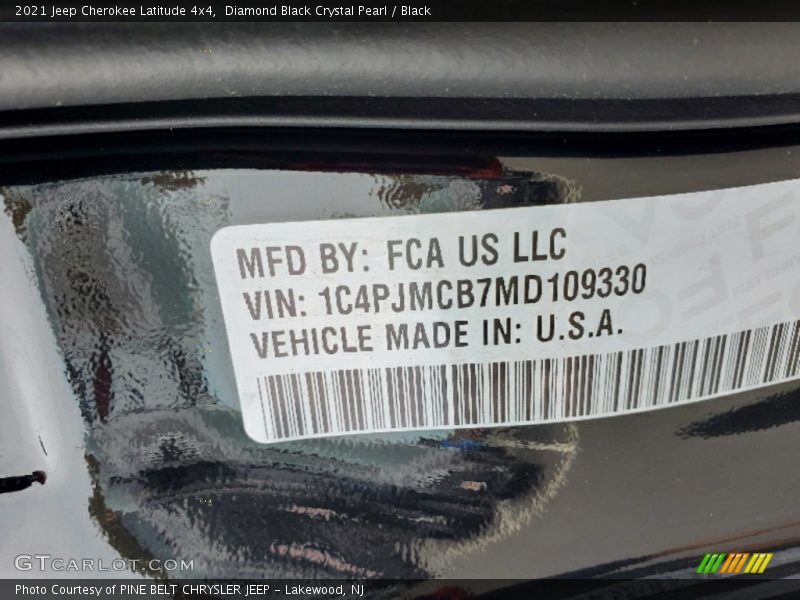 2021 Jeep Cherokee Latitude 4x4,  Diamond Black Crystal Pearl / Black
MFD BY: FCA US LLC
VIN: 1C4PJMCB7MD109330
VEHICLE MADE IN: U.S.A.
GTCARLOT.COM
Photo Courtesy of PINE BELT CHRYSLER JEEP - Lakewood, NJ